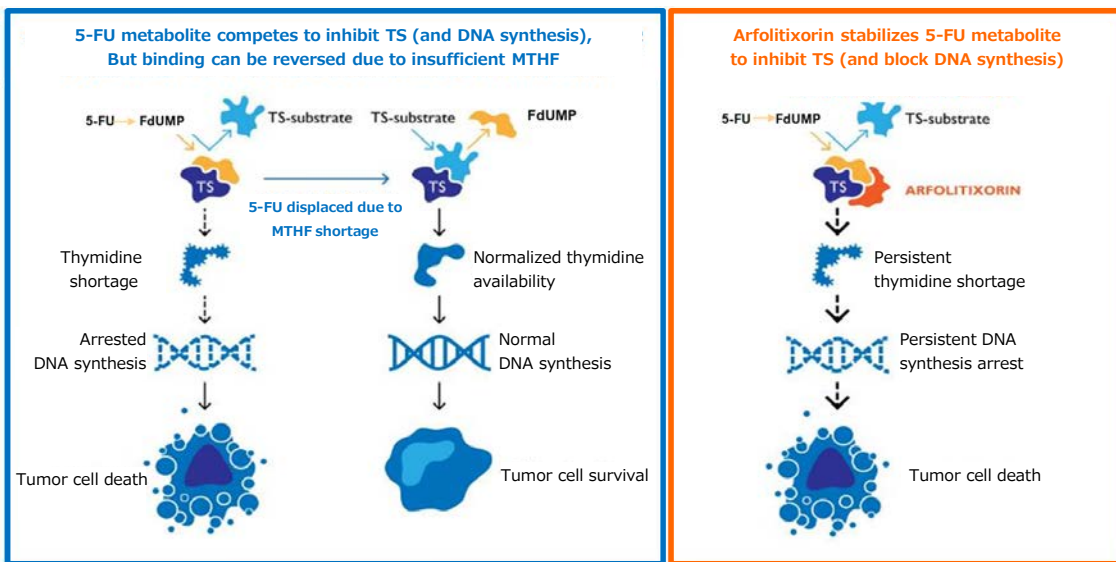 5-FU metabolite competes to inhibit TS (and DNA synthesis),
But binding can be reversed due to insufficient MTHF
5-FU → FdUMP
TS-substrate
TS-substrate
FdUMP
TS
TS
5-FU displaced due to
MTHF shortage
Thymidine
shortage
Normalized thymidine
availability
Arrested
DNA synthesis
Normal
DNA synthesis
Tumor cell death
Tumor cell survival
Arfolitixorin stabilizes 5-FU metabolite
to inhibit TS (and block DNA synthesis)
5-FU → FdUMP
TS-substrate
TS
ARFOLITIXORIN
Persistent
thymidine shortage
Persistent DNA
synthesis arrest
Tumor cell death